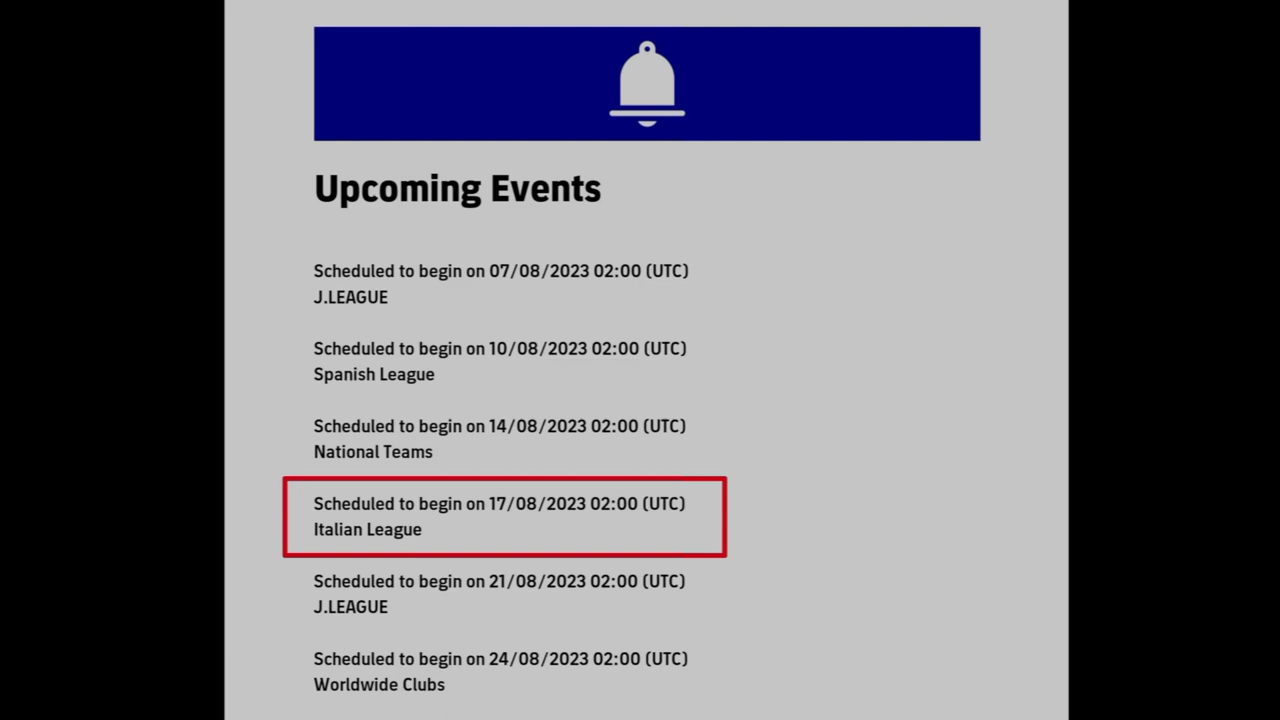 Upcoming Events
Scheduled to begin on 07/08/2023 02:00 (UTC)
J.LEAGUE
Scheduled to begin on 10/08/2023 02:00 (UTC)
Spanish League
Scheduled to begin on 14/08/2023 02:00 (UTC)
National Teams
Scheduled to begin on 17/08/2023 02:00 (UTC)
Italian League
Scheduled to begin on 21/08/2023 02:00 (UTC)
J.LEAGUE
Scheduled to begin on 24/08/2023 02:00 (UTC)
Worldwide Clubs